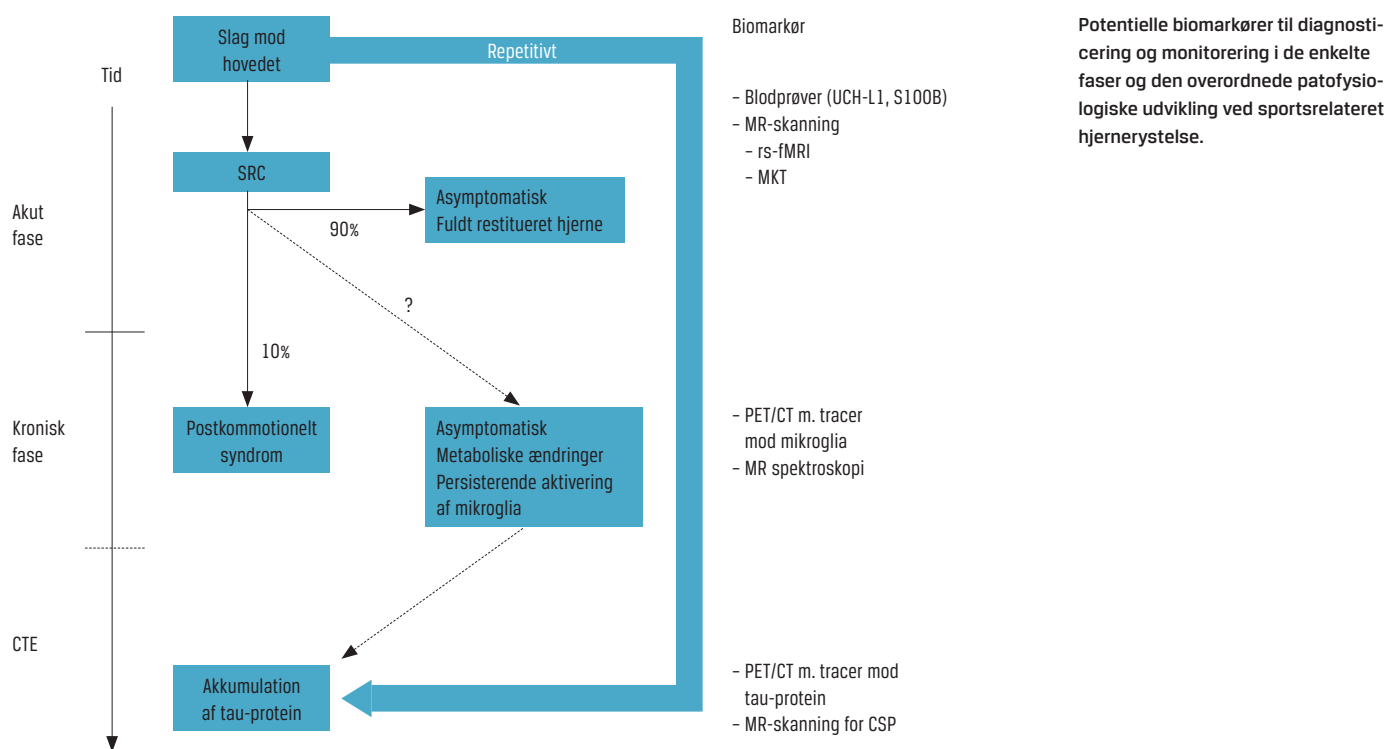 Slag mod
hovedet
Repetitivt
Biomarkør
Potentielle biomarkører til diagnosti-
cering og monitorering i de enkelte
faser og den overordnede patofysio-
logiske udvikling ved sportsrelateret
hjernerystelse.
Tid
– Blodprøver (UCH-L1, S100B)
– MR-skanning
– rs-fMRI
– MKT
SRC
Akut
fase
Asymptomatisk
Fuldt restitueret hjerne
90%
?
10%
Kronisk
fase
Postkommotionelt
syndrom
Asymptomatisk
Metaboliske ændringer
Persisterende aktivering
af mikroglia
– PET/CT m. tracer
mod mikroglia
– MR spektroskopi
CTE
Akkumulation
af tau-protein
– PET/CT m. tracer mod
tau-protein
– MR-skanning for CSP